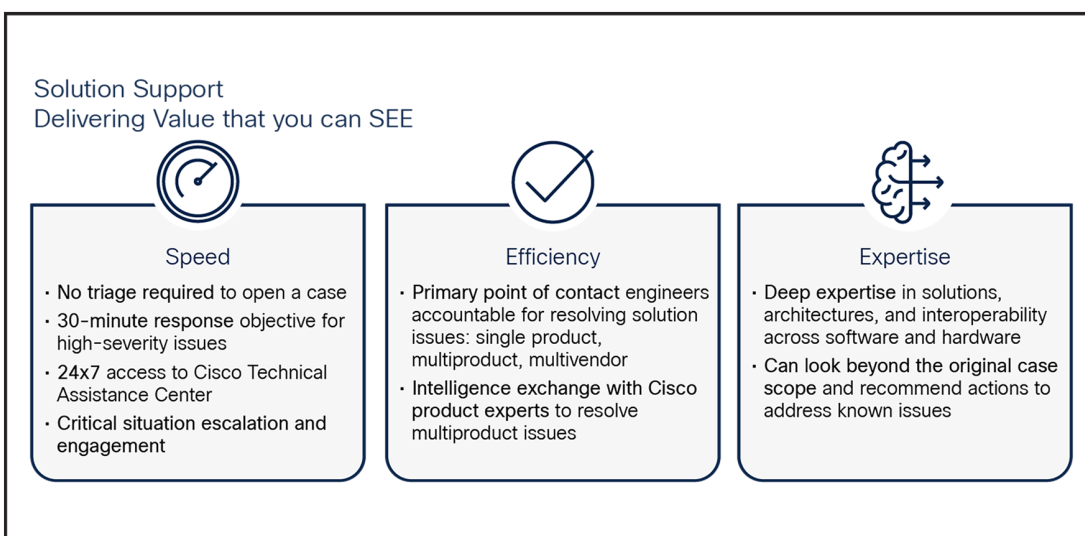 Solution Support
Delivering Value that you can SEE
Speed
· No triage required to open a case
· 30-minute response objective for
high-severity issues
· 24x7 access to Cisco Technical
Assistance Center
· Critical situation escalation and
engagement
Efficiency
· Primary point of contact engineers
accountable for resolving solution
issues: single product,
multiproduct, multivendor
· Intelligence exchange with Cisco
product experts to resolve
multiproduct issues
Expertise
· Deep expertise in solutions,
architectures, and interoperability
across software and hardware
· Can look beyond the original case
scope and recommend actions to
address known issues